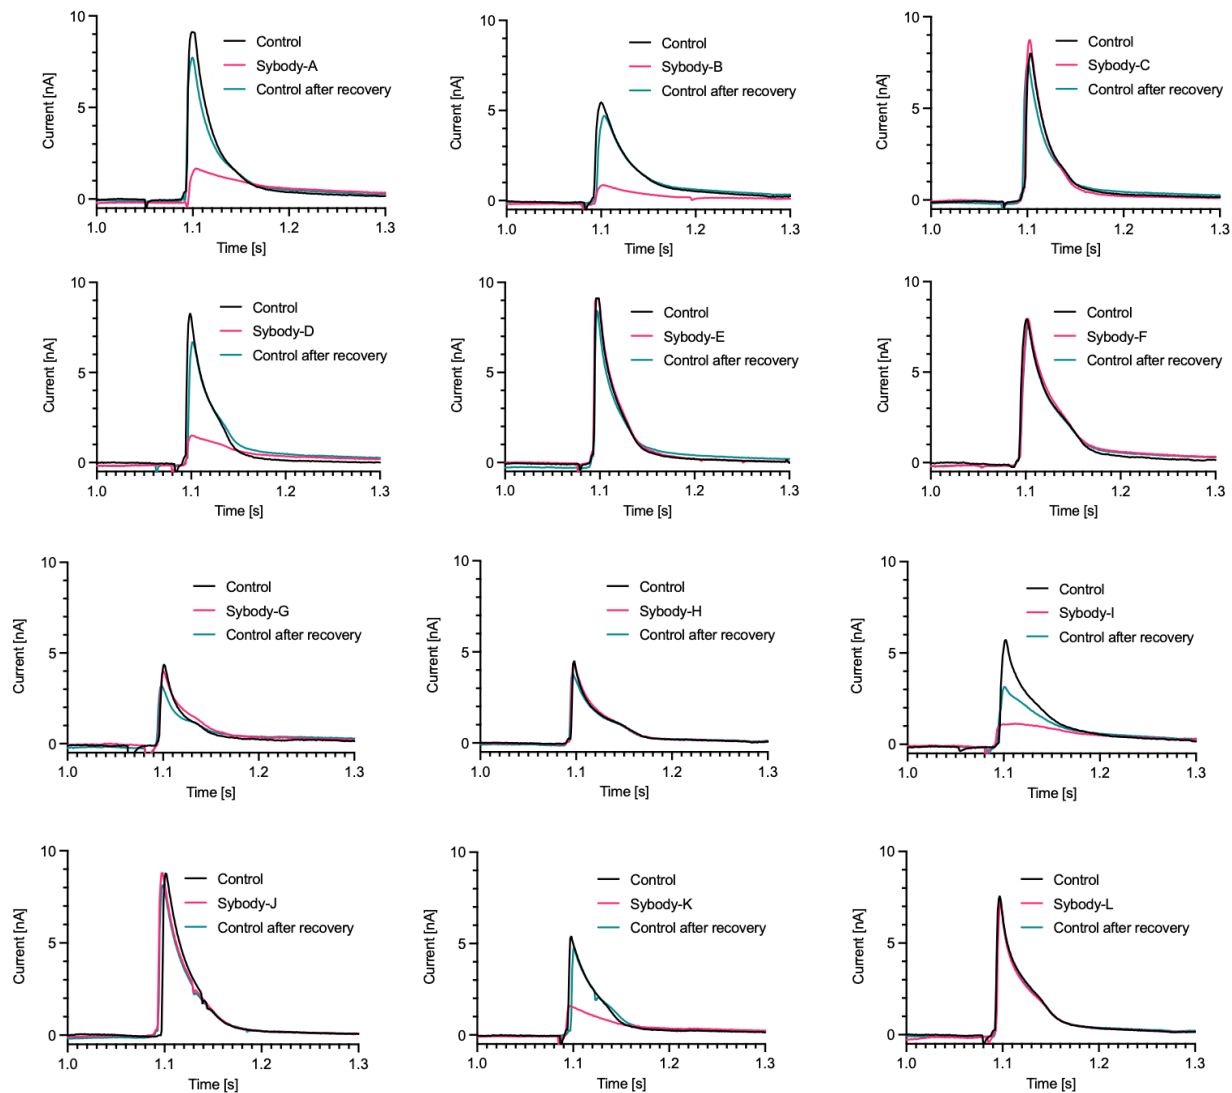 10
5
0
Current [nA]
Control
Sybody-A
Control after recovery
1.0 1.1 1.2 1.3
Time [s]
10
5
0
Current [nA]
Control
Sybody-B
Control after recovery
1.0 1.1 1.2 1.3
Time [s]
10
5
0
Current [nA]
Control
Sybody-C
Control after recovery
1.0 1.1 1.2 1.3
Time [s]
10
5
0
Current [nA]
Control
Sybody-D
Control after recovery
1.0 1.1 1.2 1.3
Time [s]
10
5
0
Current [nA]
Control
Sybody-E
Control after recovery
1.0 1.1 1.2 1.3
Time [s]
10
5
0
Current [nA]
Control
Sybody-F
Control after recovery
1.0 1.1 1.2 1.3
Time [s]
10
5
0
Current [nA]
Control
Sybody-G
Control after recovery
1.0 1.1 1.2 1.3
Time [s]
10
5
0
Current [nA]
Control
Sybody-H
Control after recovery
1.0 1.1 1.2 1.3
Time [s]
10
5
0
Current [nA]
Control
Sybody-I
Control after recovery
1.0 1.1 1.2 1.3
Time [s]
10
5
0
Current [nA]
Control
Sybody-J
Control after recovery
1.0 1.1 1.2 1.3
Time [s]
10
5
0
Current [nA]
Control
Sybody-K
Control after recovery
1.0 1.1 1.2 1.3
Time [s]
10
5
0
Current [nA]
Control
Sybody-L
Control after recovery
1.0 1.1 1.2 1.3
Time [s]